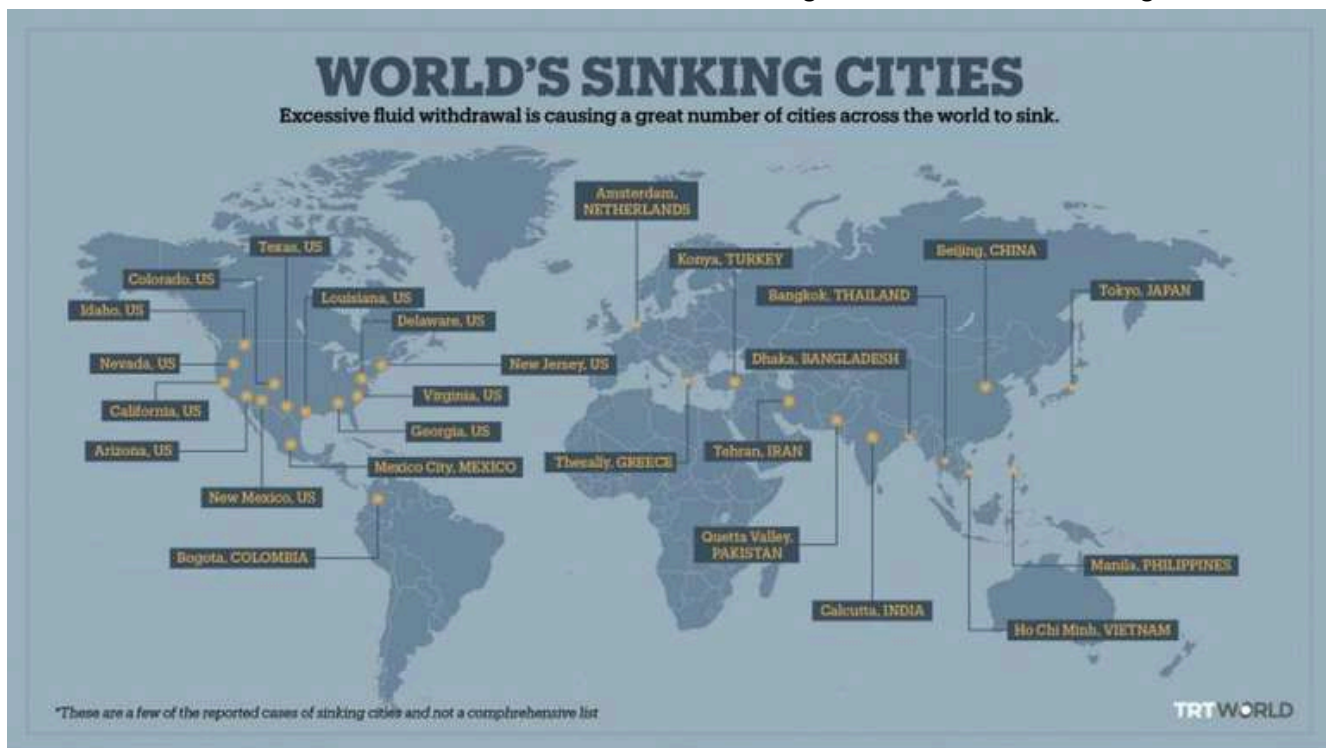 WORLD'S SINKING CITIES
Excessive fluid withdrawal is causing a great number of cities across the world to sink.
Amsterdam,
NETHERLANDS
Texas, US
Konya, TURKEY
Beijing, CHINA
Colorado, US
Louisiana, US
Bangkok, THAILAND
Tokyo, JAPAN
Idaho, US
Delaware, US
Nevada, US
New Jersey, US
Dhaka, BANGLADESH
California, US
Virginia, US
Georgia, US
Arizona, US
Mexico City, MEXICO
Thesally, GREECE
Tehran, IRAN
New Mexico, US
Quetta Valley,
PAKISTAN
Bogota, COLOMBIA
Manila, PHILIPPINES
Calcutta, INDIA
Ho Chi Minh, VIETNAM
*These are a few of the reported cases of sinking cities and not a comphrehensive list
TRT WORLD